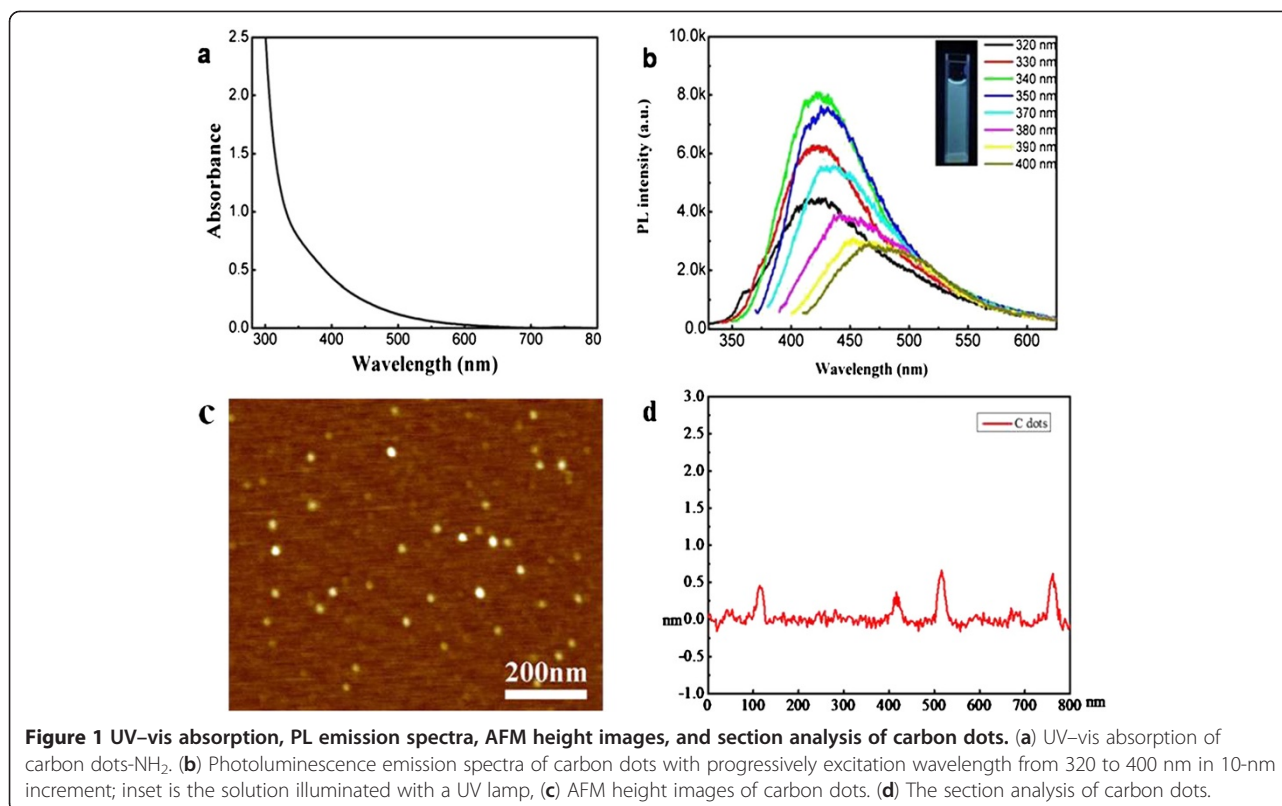 a
2.5
2.0
1.5
1.0
0.5
0.0
Absorbance
300 400 500 600 700 80
Wavelength (nm)
b
10.0k
8.0k
6.0k
4.0k
2.0k
0.0
PL intensity (a.u.)
350 400 450 500 550 600
Wavelength (nm)
320 nm
330 nm
340 nm
350 nm
370 nm
380 nm
390 nm
400 nm
c
200nm
d
C dots
3.0
2.5
2.0
1.5
1.0
0.5
nm 0.0
-0.5
-1.0
0 100 200 300 400 500 600 700 800 nm
Figure 1 UV–vis absorption, PL emission spectra, AFM height images, and section analysis of carbon dots. (a) UV–vis absorption of
carbon dots-NH₂. (b) Photoluminescence emission spectra of carbon dots with progressively excitation wavelength from 320 to 400 nm in 10-nm
increment; inset is the solution illuminated with a UV lamp, (c) AFM height images of carbon dots. (d) The section analysis of carbon dots.